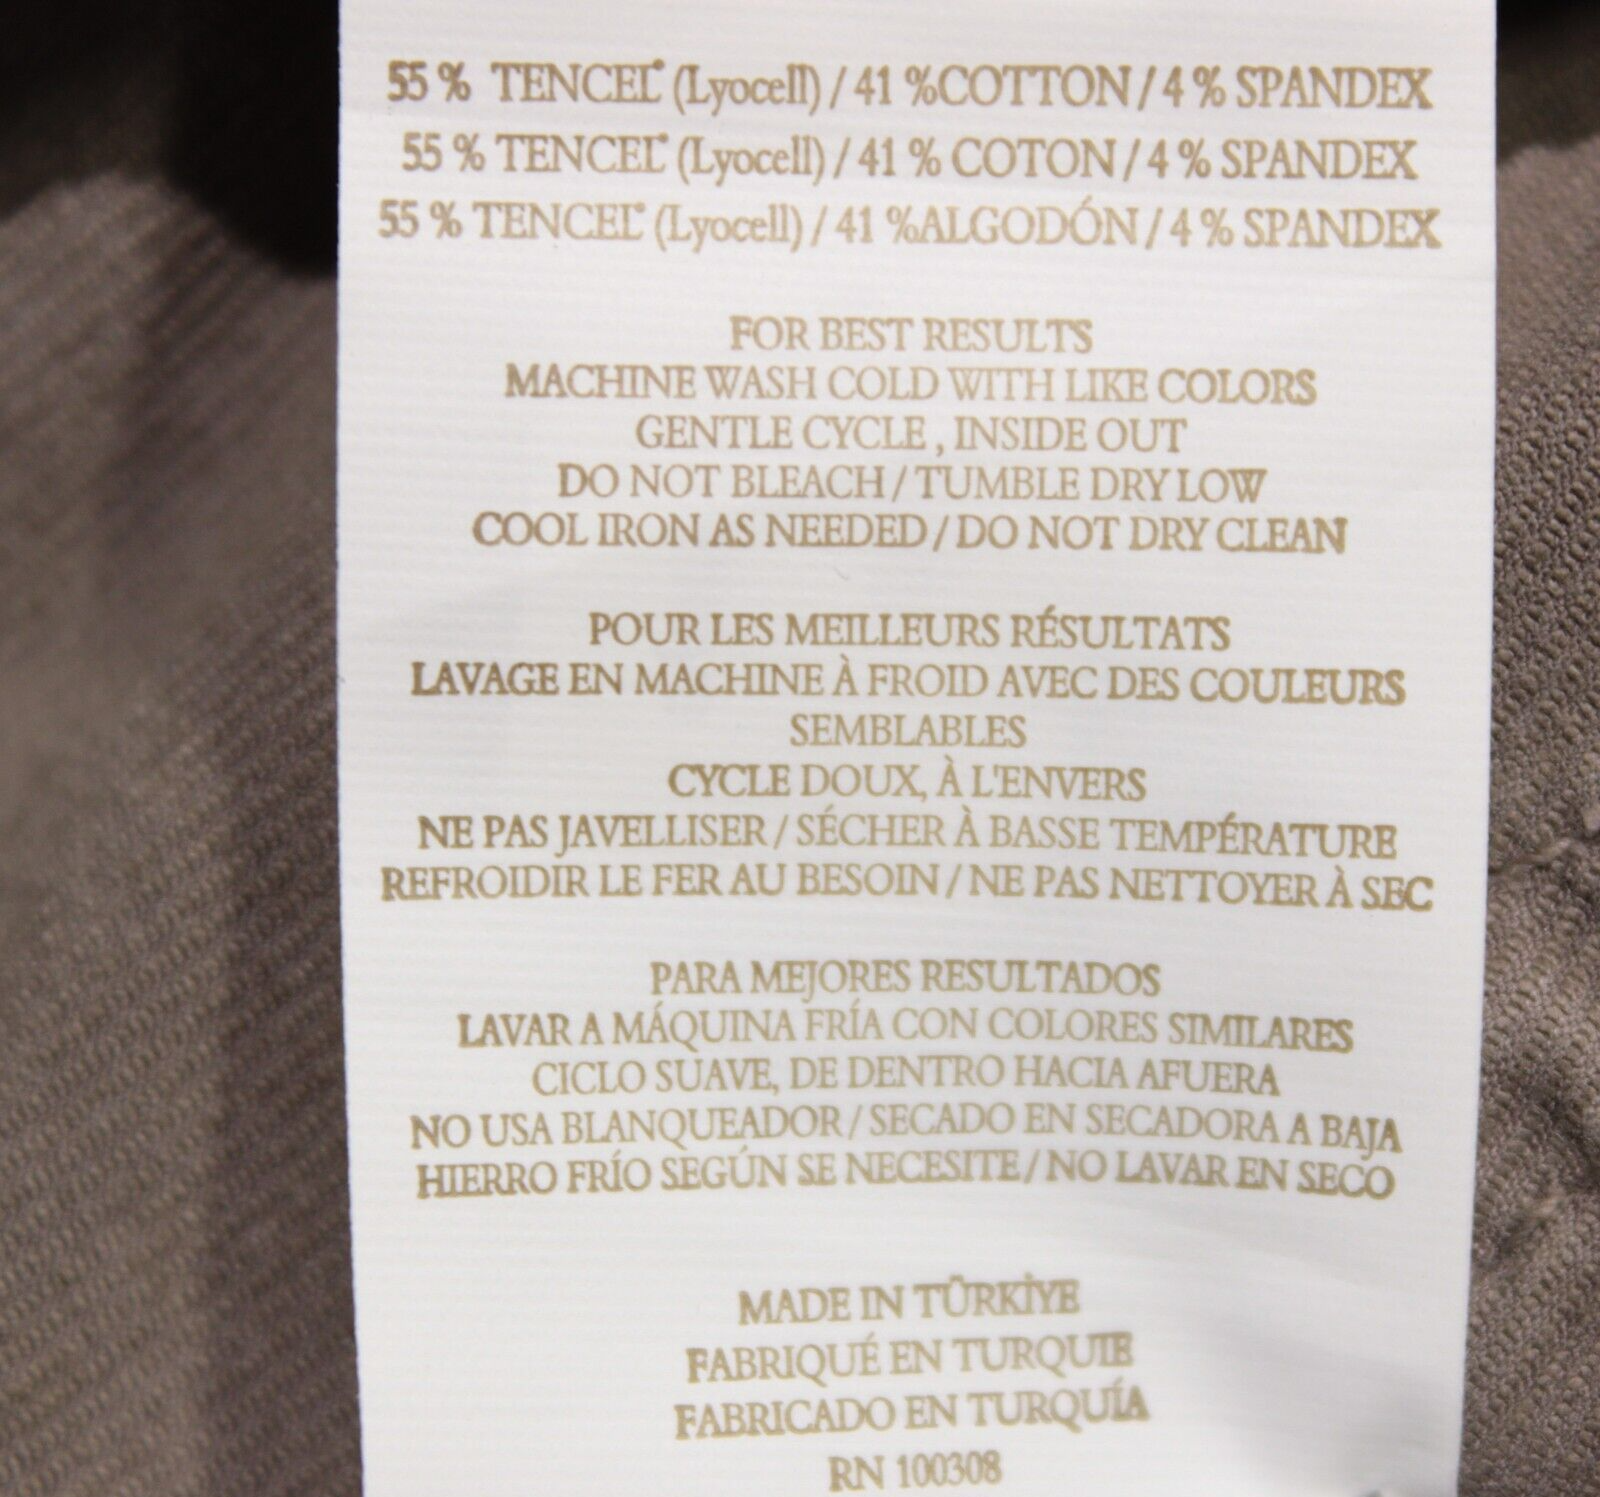 55 % TENCEL® (Lyocell) / 41 %COTTON / 4 % SPANDEX
55 % TENCEL® (Lyocell) / 41 % COTON / 4 % SPANDEX
55 % TENCEL® (Lyocell) / 41 %ALGODÓN / 4 % SPANDEX
FOR BEST RESULTS
MACHINE WASH COLD WITH LIKE COLORS
GENTLE CYCLE , INSIDE OUT
DO NOT BLEACH / TUMBLE DRY LOW
COOL IRON AS NEEDED / DO NOT DRY CLEAN
POUR LES MEILLEURS RÉSULTATS
LAVAGE EN MACHINE À FROID AVEC DES COULEURS
SEMBLABLES
CYCLE DOUX, À L'ENVERS
NE PAS JAVELLISER / SÉCHER À BASSE TEMPÉRATURE
REFROIDIR LE FER AU BESOIN / NE PAS NETTOYER À SEC
PARA MEJORES RESULTADOS
LAVAR A MÁQUINA FRÍA CON COLORES SIMILARES
CICLO SUAVE, DE DENTRO HACIA AFUERA
NO USA BLANQUEADOR / SECADO EN SECADORA A BAJA
HIERRO FRÍO SEGÚN SE NECESITE / NO LAVAR EN SECO
MADE IN TÜRKİYE
FABRIQUÉ EN TURQUIE
FABRICADO EN TURQUÍA
RN 100308